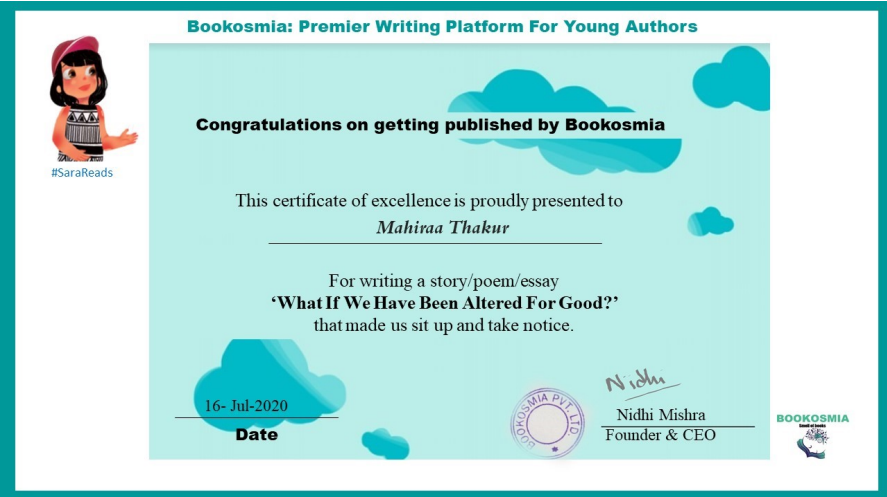 Bookosmia: Premier Writing Platform For Young Authors
#SaraReads
Congratulations on getting published by Bookosmia
This certificate of excellence is proudly presented to
Mahiraa Thakur
For writing a story/poem/essay
‘What If We Have Been Altered For Good?’
that made us sit up and take notice.
16- Jul-2020
Date
BOOKOSMIA PVT. LTD
Nidhi
Nidhi Mishra
Founder & CEO
BOOKOSMIA
Smell of books